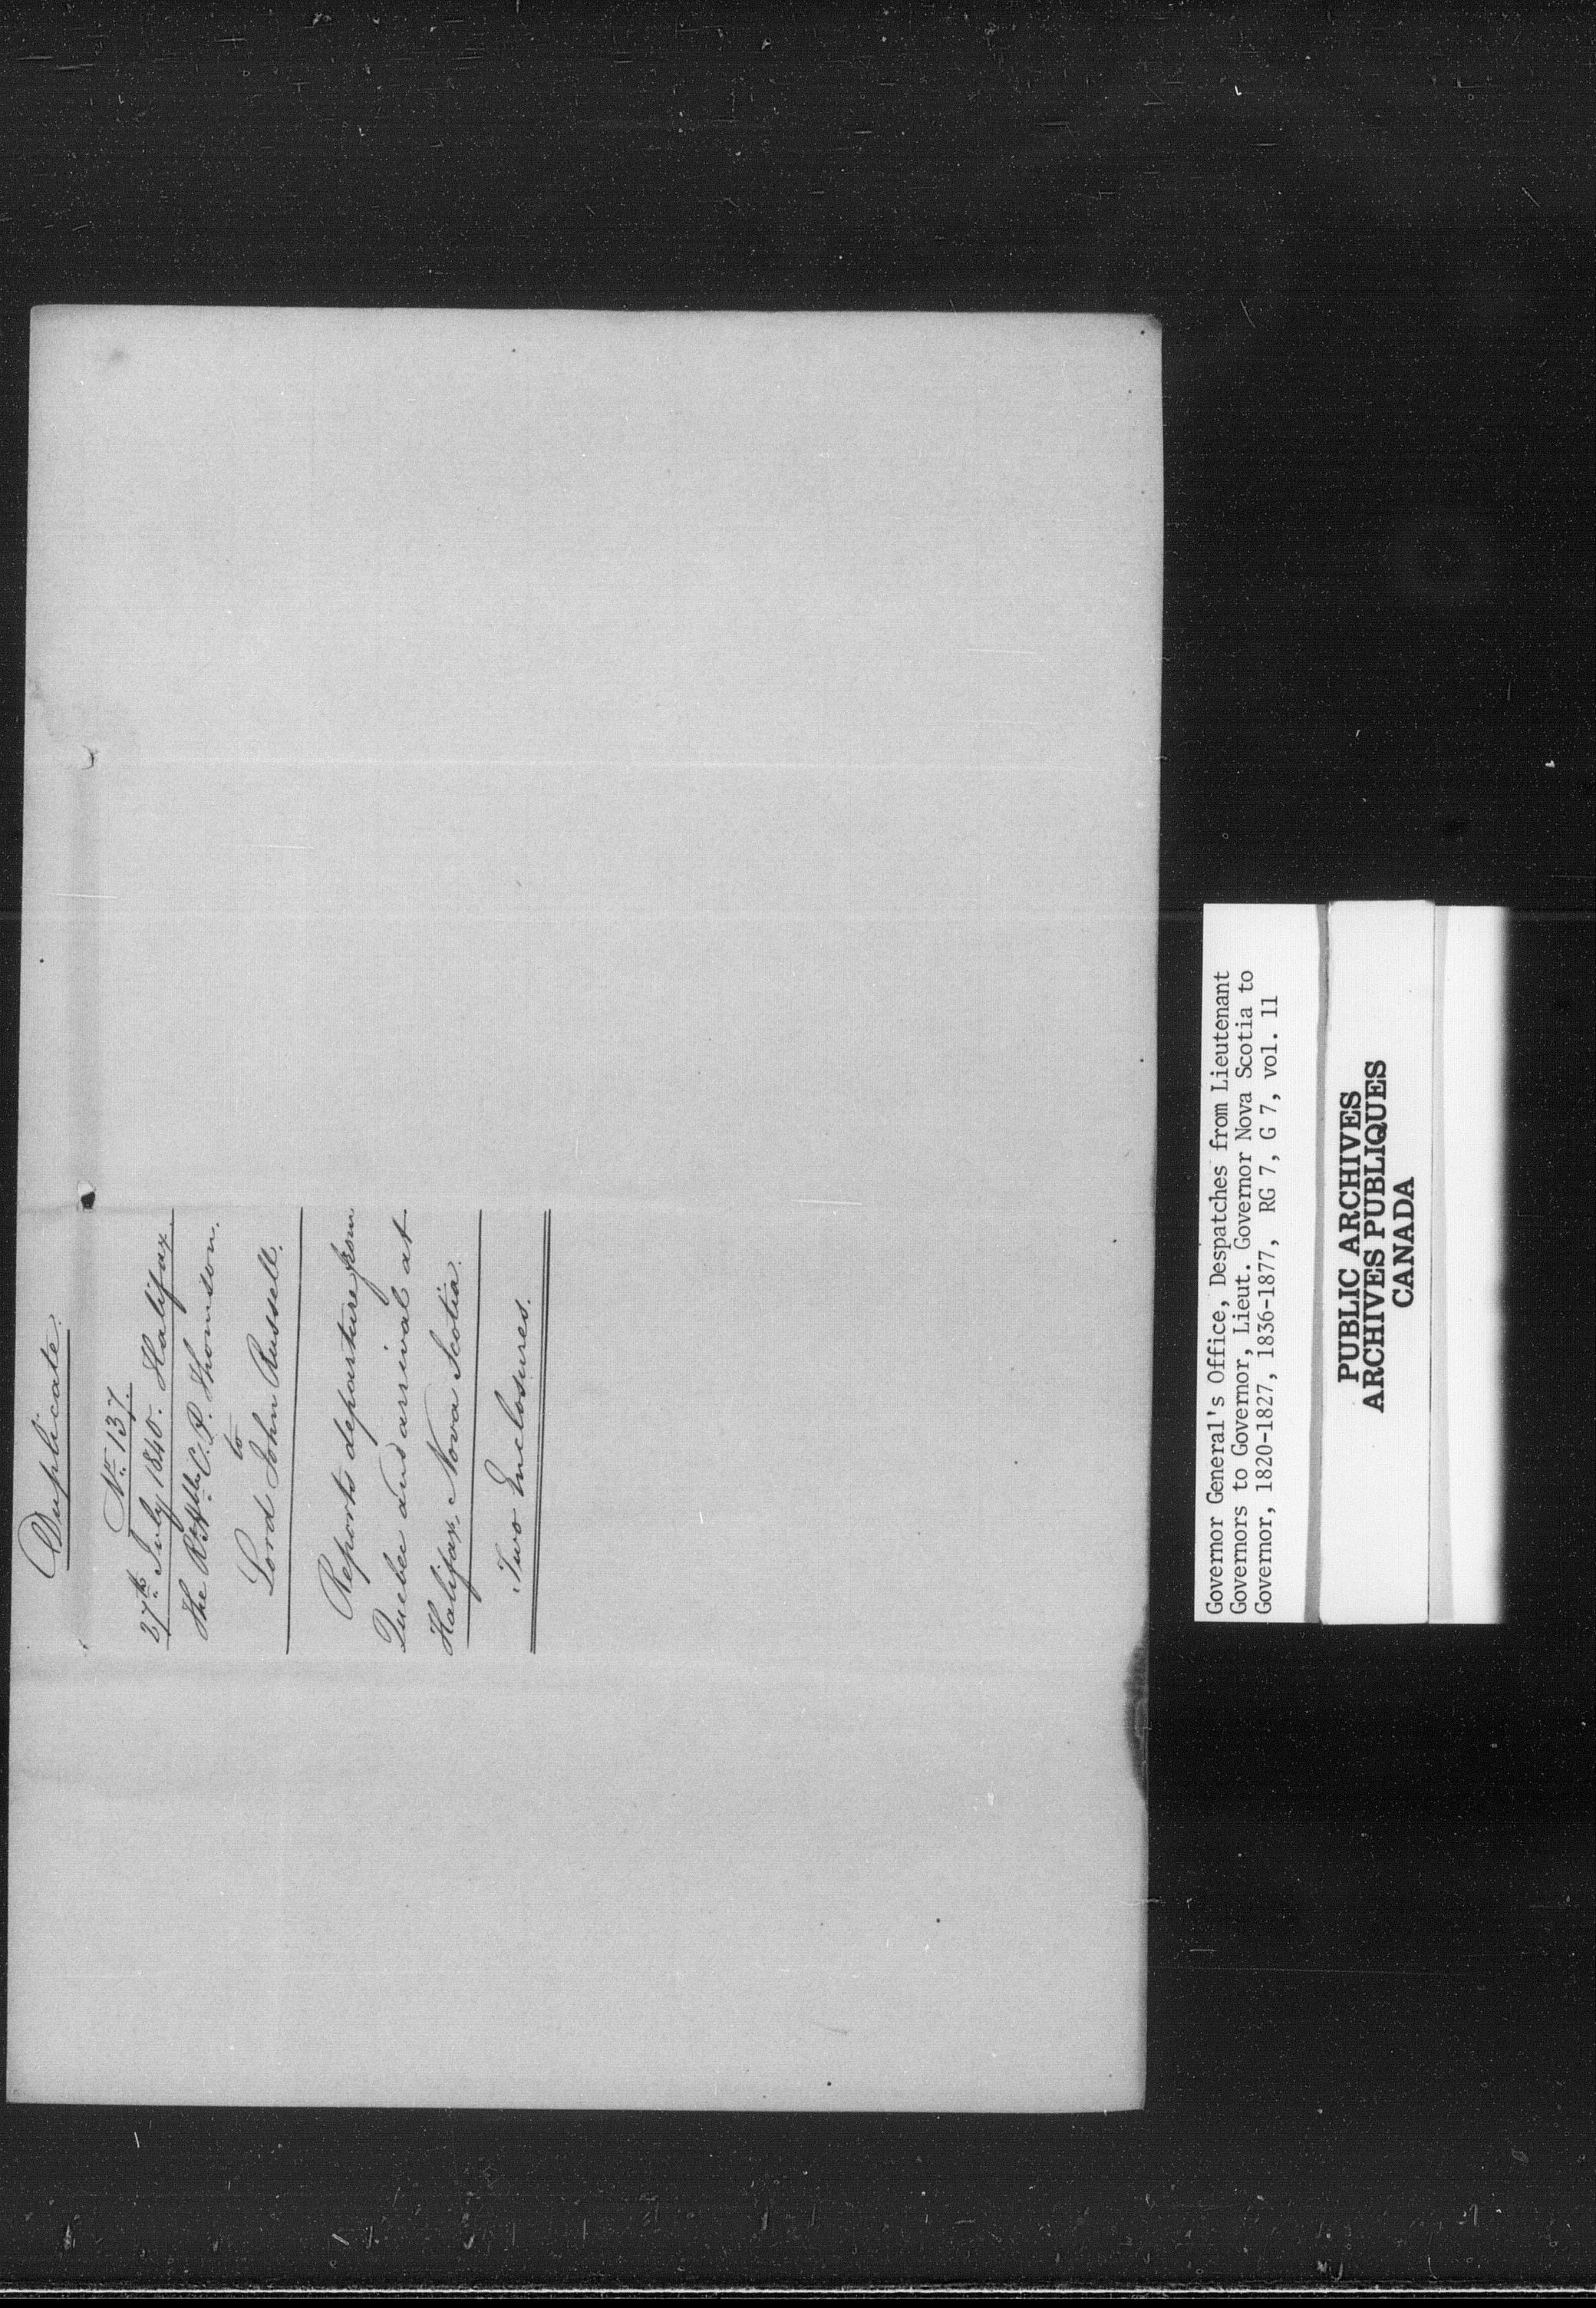 Duplicate.
No. 137.
27th July 1840. Halifax.
The Rt. Hble. C. P. Thomson.
to
Lord John Russell.
Reports departure from
Quebec and arrival at
Halifax, Nova Scotia.
Two Enclosures.
Governor General's Office, Despatches from Lieutenant
Governors to Governor, Lieut. Governor Nova Scotia to
Governor, 1820-1827, 1836-1877, RG 7, G 7, vol. 11
PUBLIC ARCHIVES
ARCHIVES PUBLIQUES
CANADA